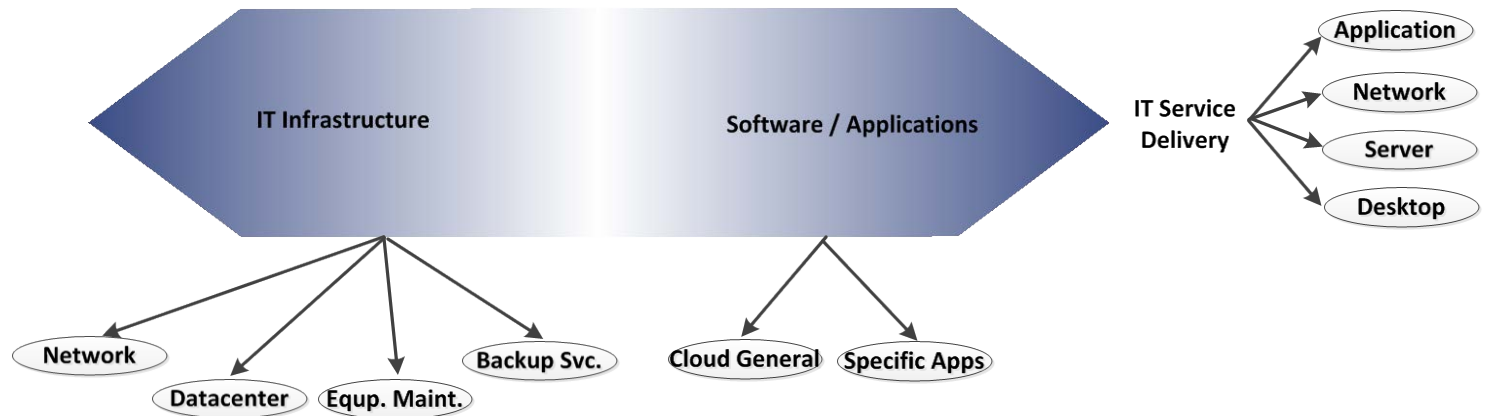 IT Infrastructure
Software / Applications
IT Service
Delivery
Application
Network
Server
Desktop
Network
Datacenter
Equp. Maint.
Backup Svc.
Cloud General
Specific Apps